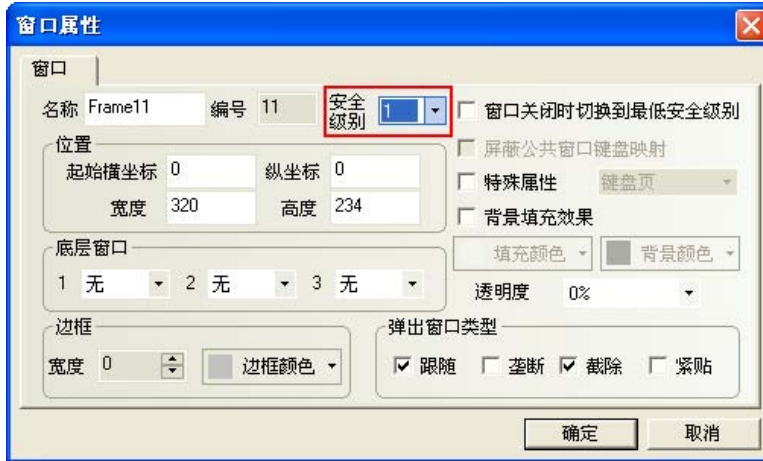 窗口属性
窗口
名称 Frame11 编号 11 安全级别 1 窗口关闭时切换到最低安全级别
位置 屏蔽公共窗口键盘映射
起始横坐标 0 纵坐标 0 特殊属性 键盘页
宽度 320 高度 234 背景填充效果
底层窗口 填充颜色 背景颜色
1 无 2 无 3 无 透明度 0%
边框 弹出窗口类型
宽度 0 边框颜色 跟随 垄断 截除 紧贴
确定 取消